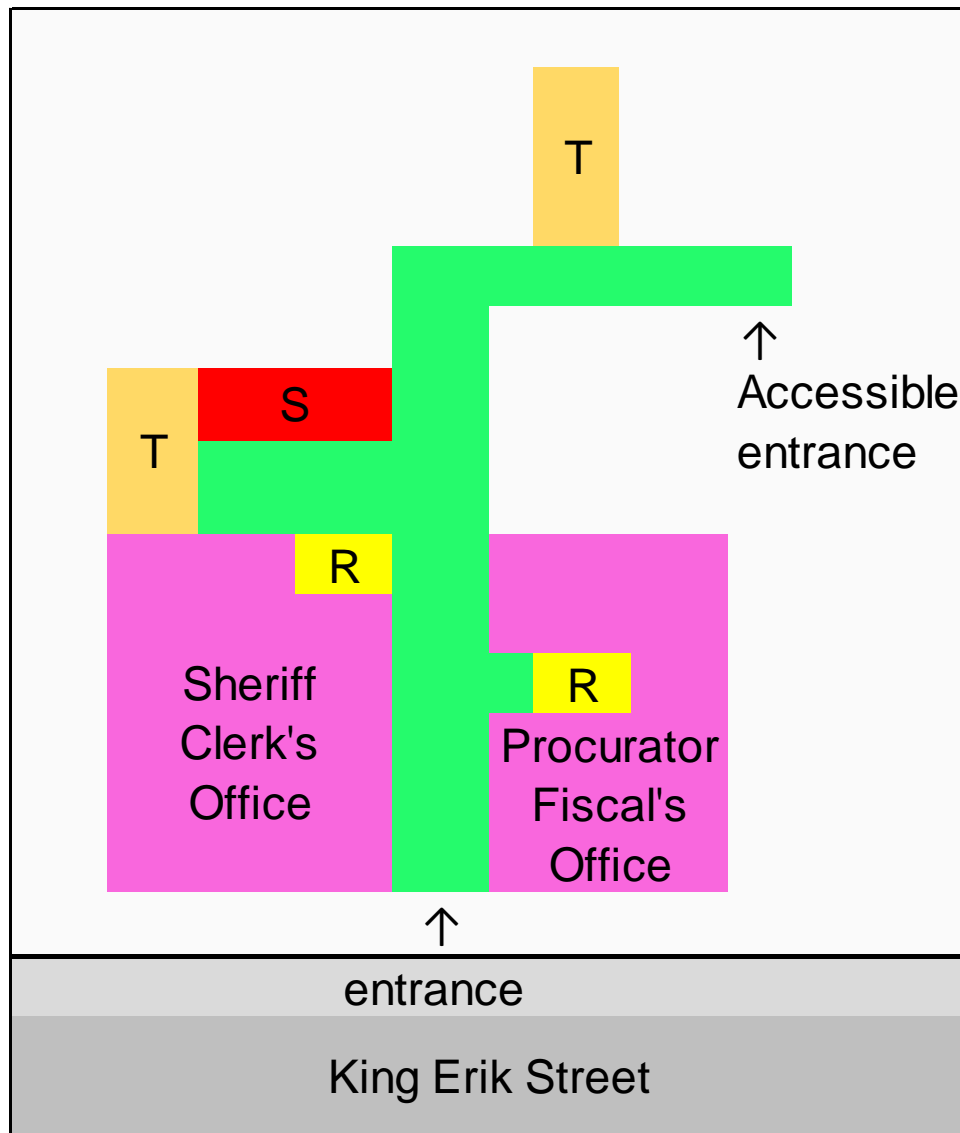 T
S
T
Accessible
entrance
R
R
Sheriff
Clerk's
Office
Procurator
Fiscal's
Office
entrance
King Erik Street